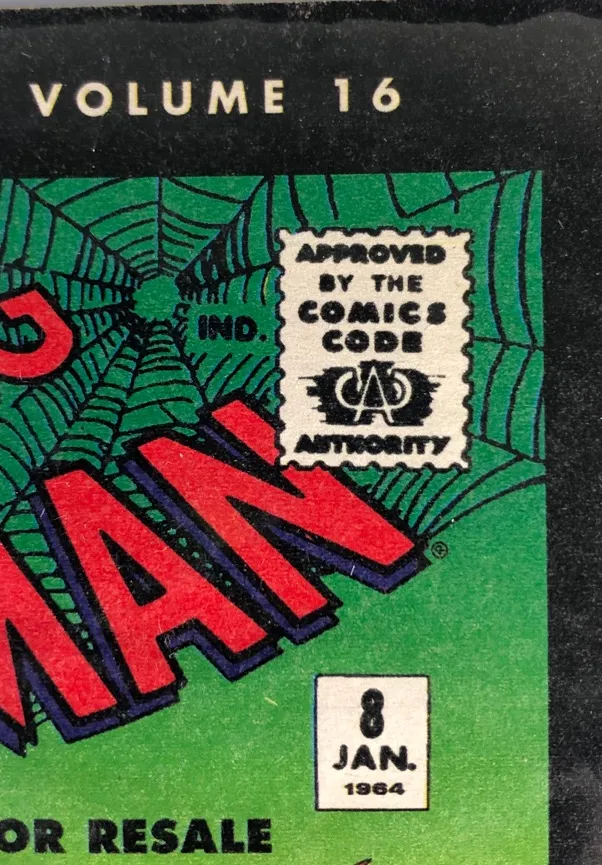 VOLUME 16
G
IND.
APPROVED
BY THE
COMICS
CODE
CA
AUTHORITY
MAN
®
8
JAN.
1964
OR RESALE